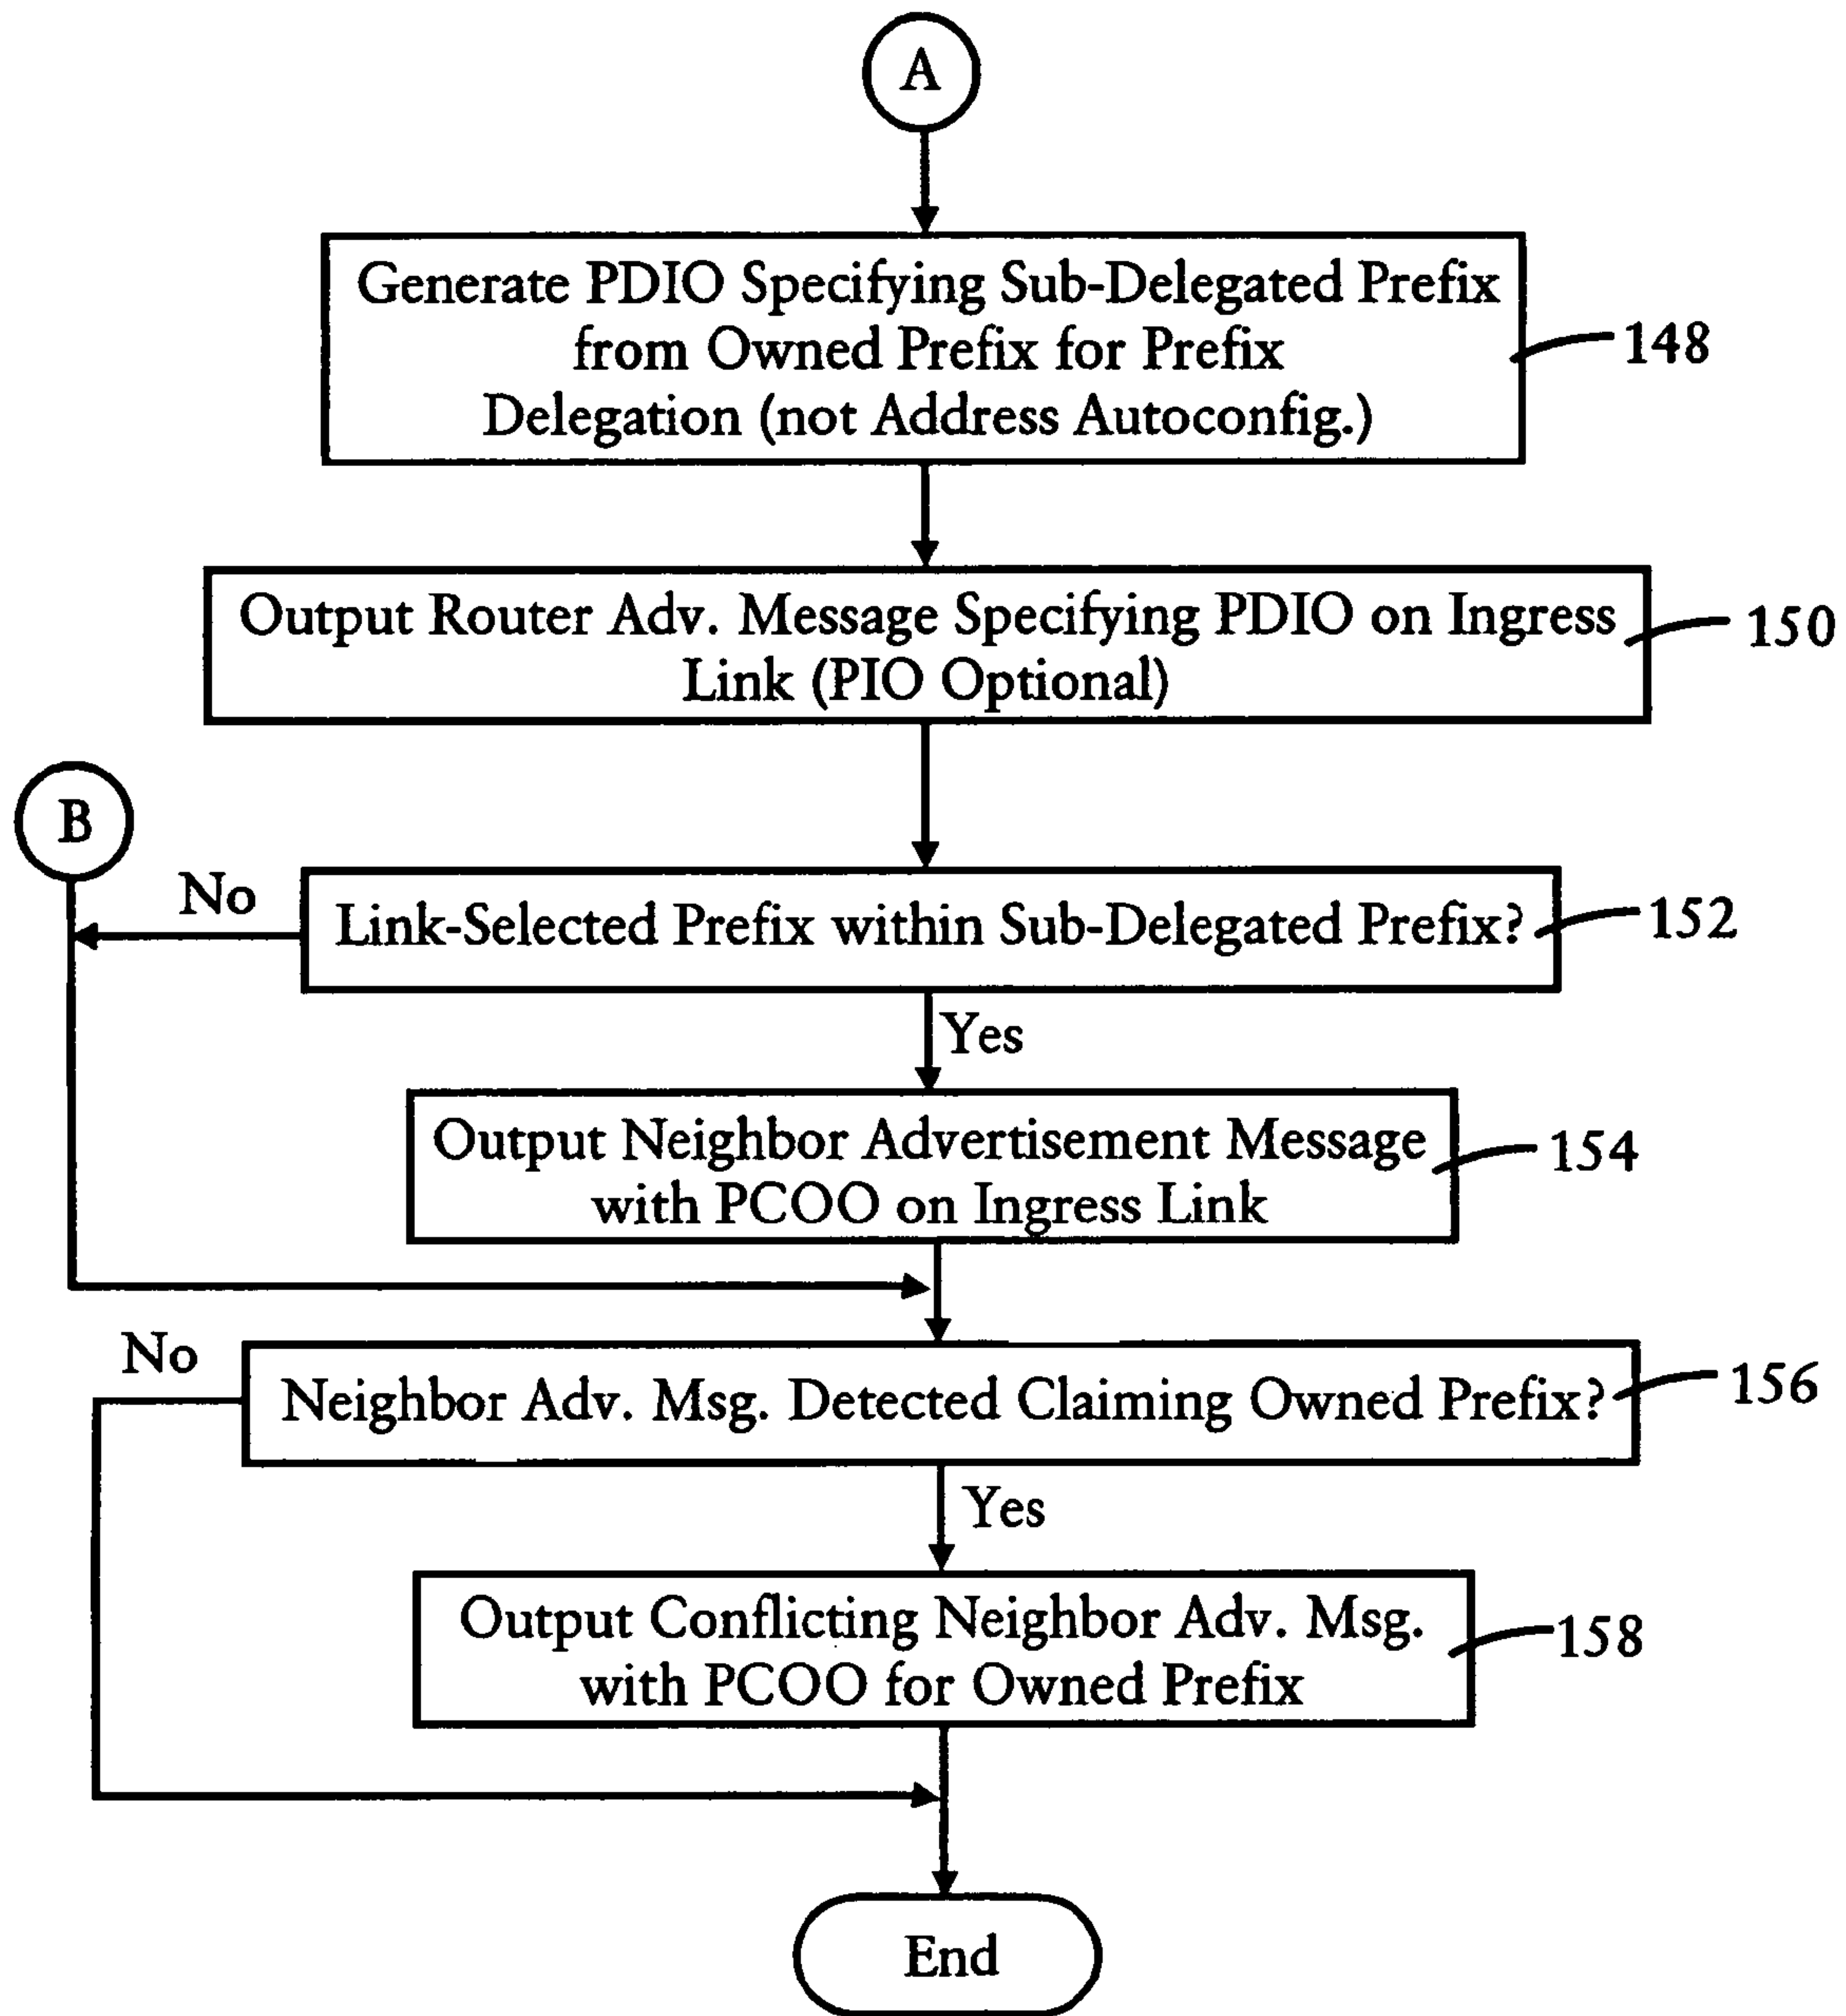 A
Generate PDIO Specifying Sub-Delegated Prefix
from Owned Prefix for Prefix
Delegation (not Address Autoconfig.)
148
Output Router Adv. Message Specifying PDIO on Ingress
Link (PIO Optional)
150
B
No
Link-Selected Prefix within Sub-Delegated Prefix?
152
Yes
Output Neighbor Advertisement Message
with PCOO on Ingress Link
154
No
Neighbor Adv. Msg. Detected Claiming Owned Prefix?
156
Yes
Output Conflicting Neighbor Adv. Msg.
with PCOO for Owned Prefix
158
End